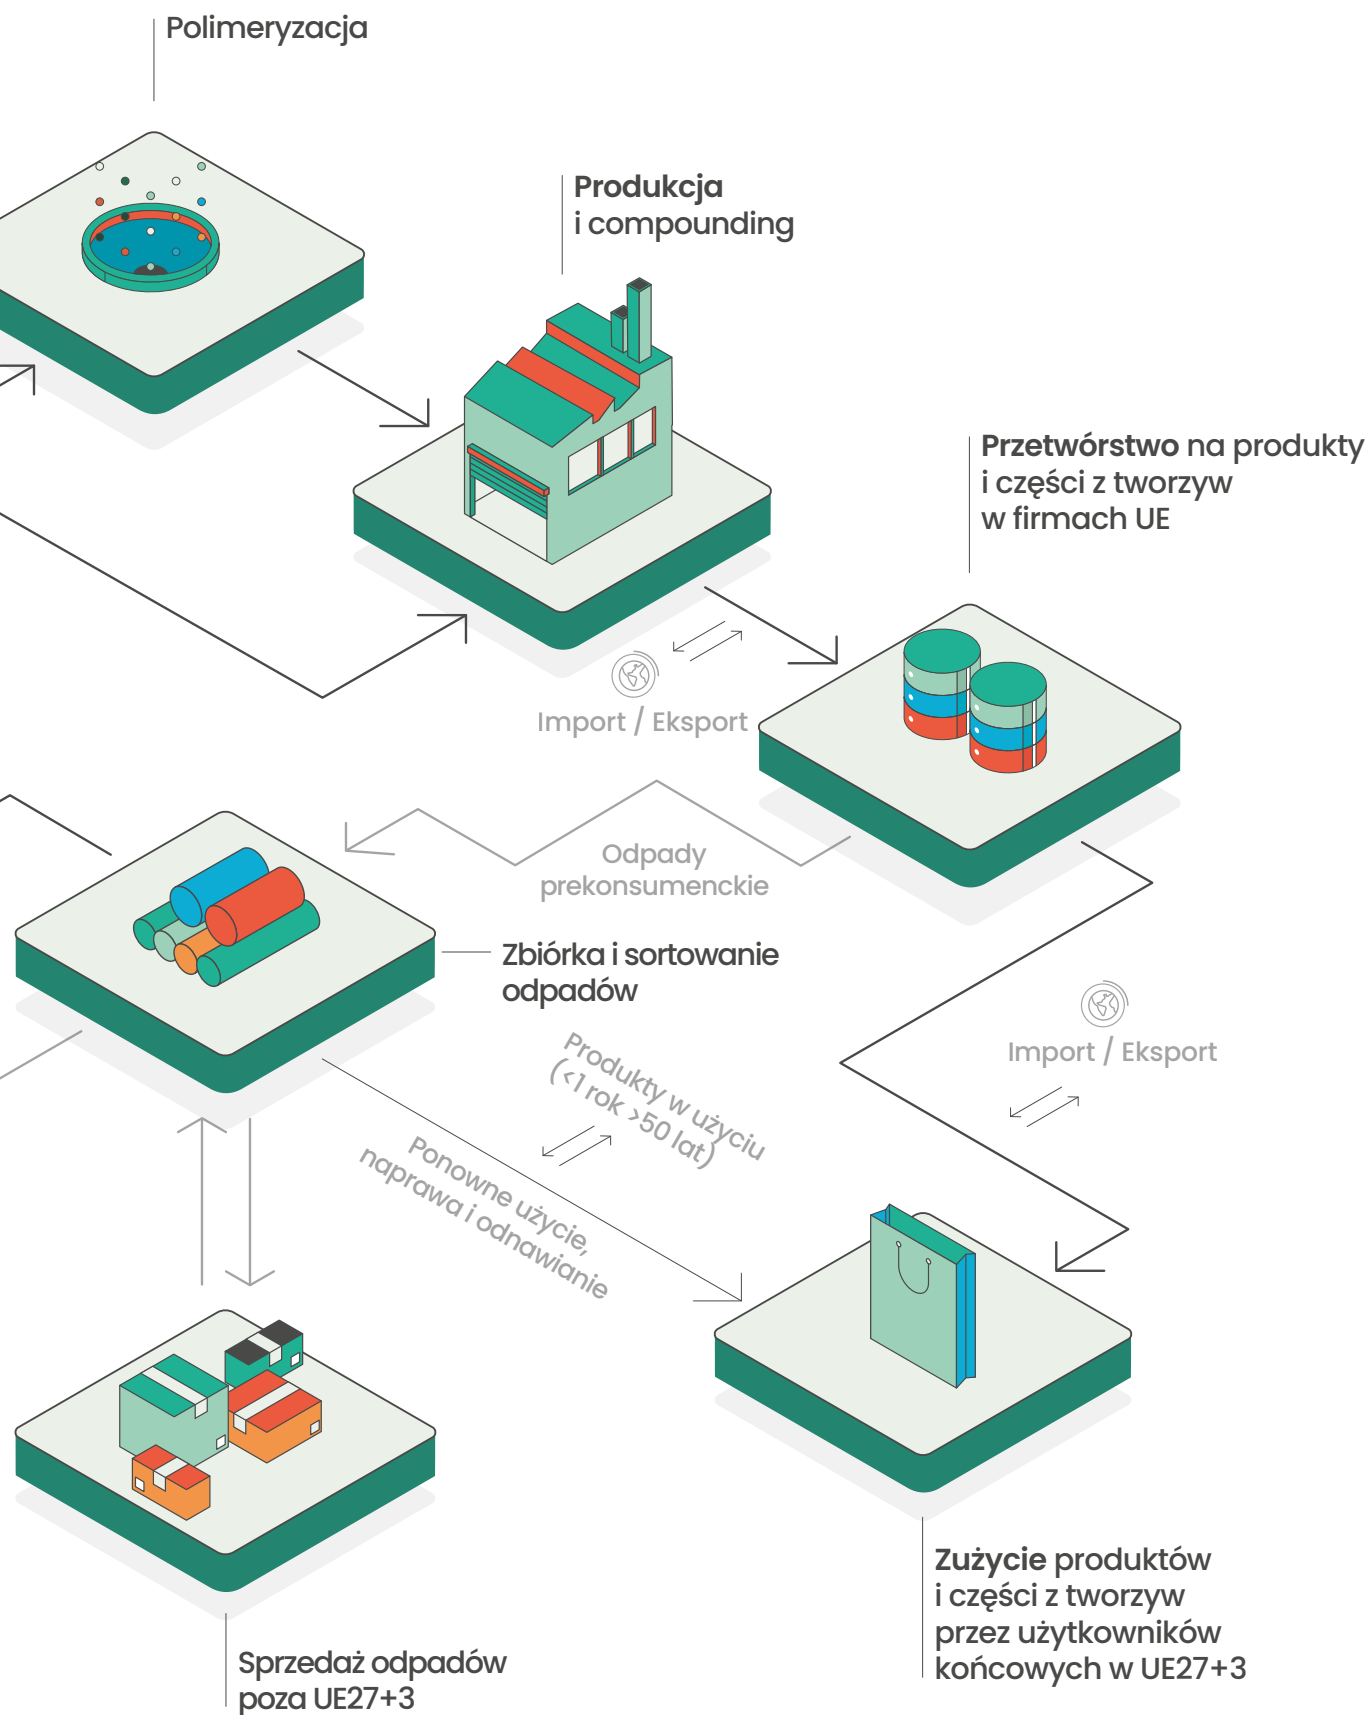 Polimeryzacja
Produkcja
i compounding
Przetwórstwo na produkty
i części z tworzyw
w firmach UE
Import / Eksport
Odpady
prekonsumenckie
Zbiórka i sortowanie
odpadów
Import / Eksport
Produkty w użyciu
(<1 rok >50 lat)
Ponowne użycie,
naprawa i odnawianie
Zużycie produktów
i części z tworzyw
przez użytkowników
końcowych w UE27+3
Sprzedaż odpadów
poza UE27+3